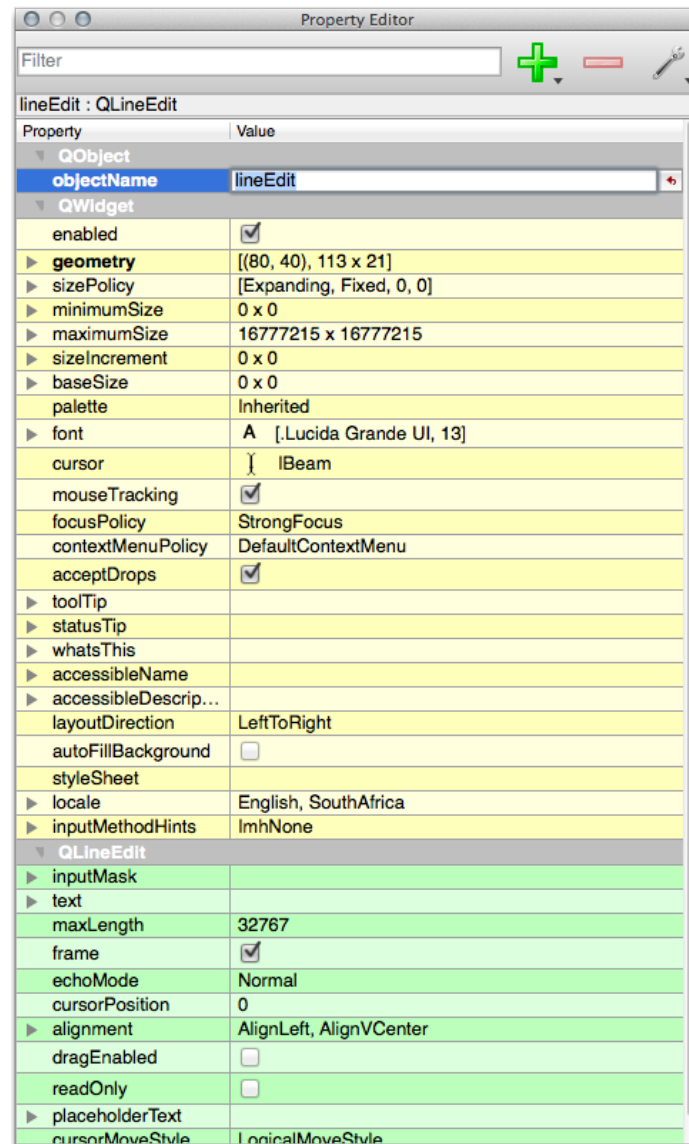 Property Editor
Filter
lineEdit : QLineEdit
Property Value
QObject
objectName lineEdit
QWidget
enabled
geometry [(80, 40), 113 x 21]
sizePolicy [Expanding, Fixed, 0, 0]
minimumSize 0 x 0
maximumSize 16777215 x 16777215
sizeIncrement 0 x 0
baseSize 0 x 0
palette Inherited
font A [.Lucida Grande UI, 13]
cursor IBeam
mouseTracking
focusPolicy StrongFocus
contextMenuPolicy DefaultContextMenu
acceptDrops
toolTip
statusTip
whatsThis
accessibleName
accessibleDescrip...
layoutDirection LeftToRight
autoFillBackground
styleSheet
locale English, SouthAfrica
inputMethodHints ImhNone
QLineEdit
inputMask
text
maxLength 32767
frame
echoMode Normal
cursorPosition 0
alignment AlignLeft, AlignVCenter
dragEnabled
readOnly
placeholderText
cursorMoveStyle LogicalMoveStyle